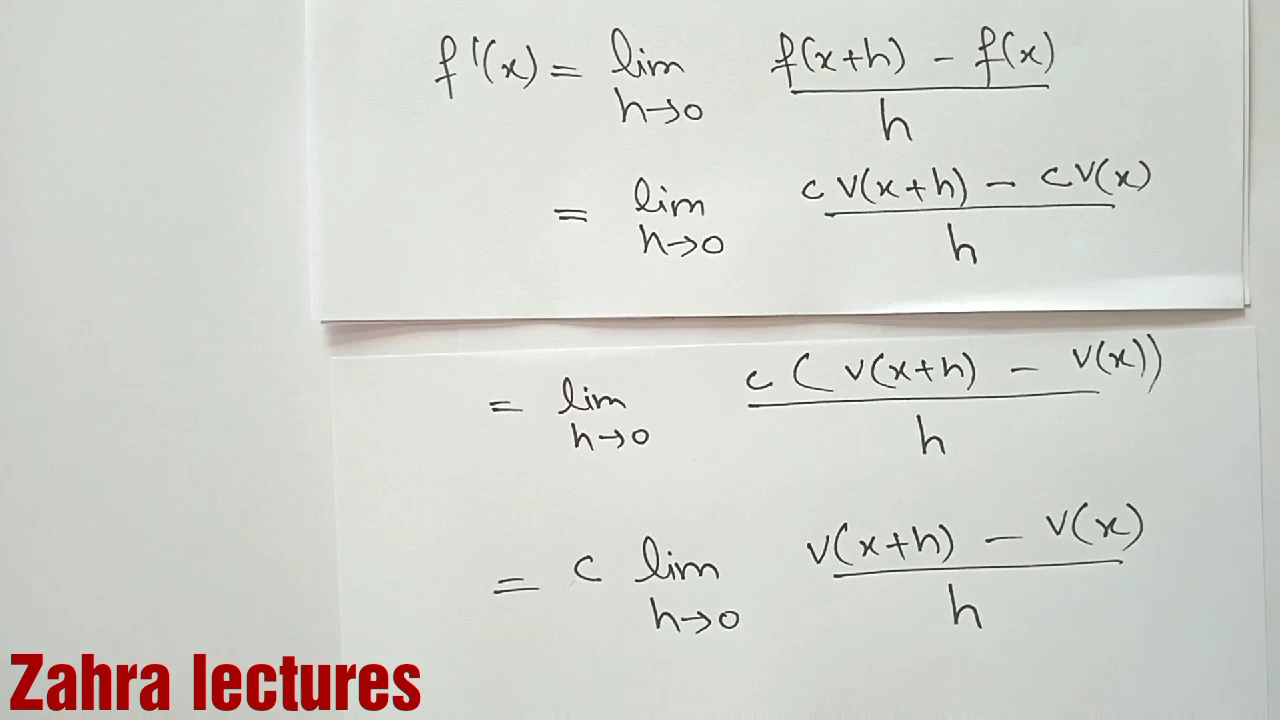 f'(x) = lim h→0 f(x+h) - f(x) / h
= lim h→0 c v(x+h) - c v(x) / h
= lim h→0 c ( v(x+h) - v(x)) / h
= c lim h→0 v(x+h) - v(x) / h
Zahra lectures